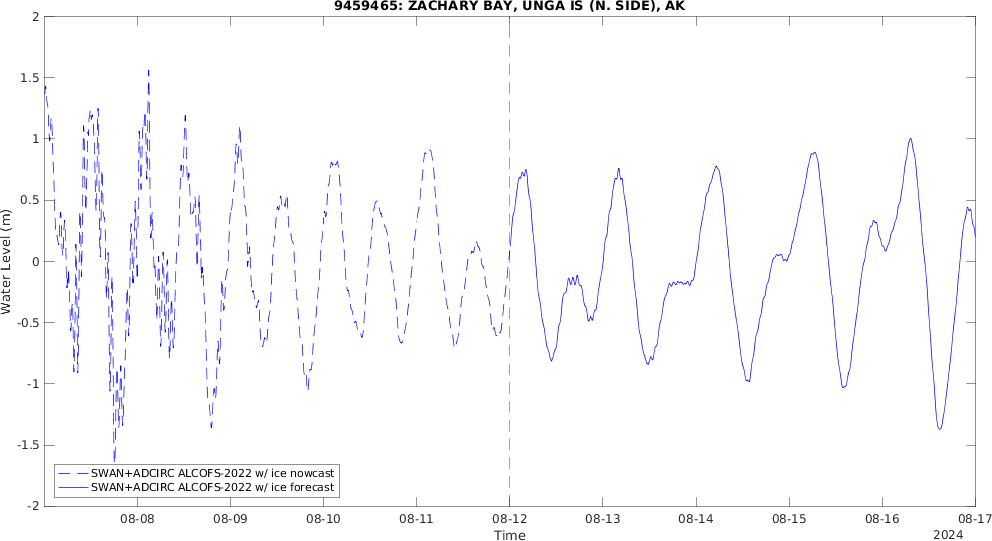 9459465: ZACHARY BAY, UNGA IS (N. SIDE), AK
2
1.5
1
0.5
0
-0.5
-1
-1.5
-2
Water Level (m)
SWAN+ADCIRC ALCOFS-2022 w/ ice nowcast
SWAN+ADCIRC ALCOFS-2022 w/ ice forecast
08-08 08-09 08-10 08-11 08-12 08-13 08-14 08-15 08-16 08-17
Time
2024